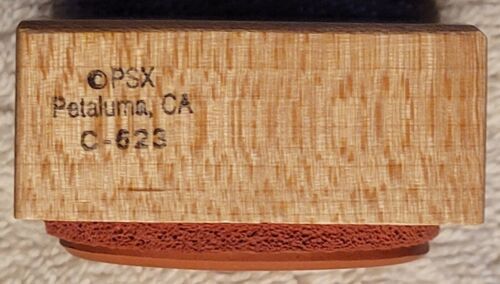 ©PSX
Petaluma, CA
C-623